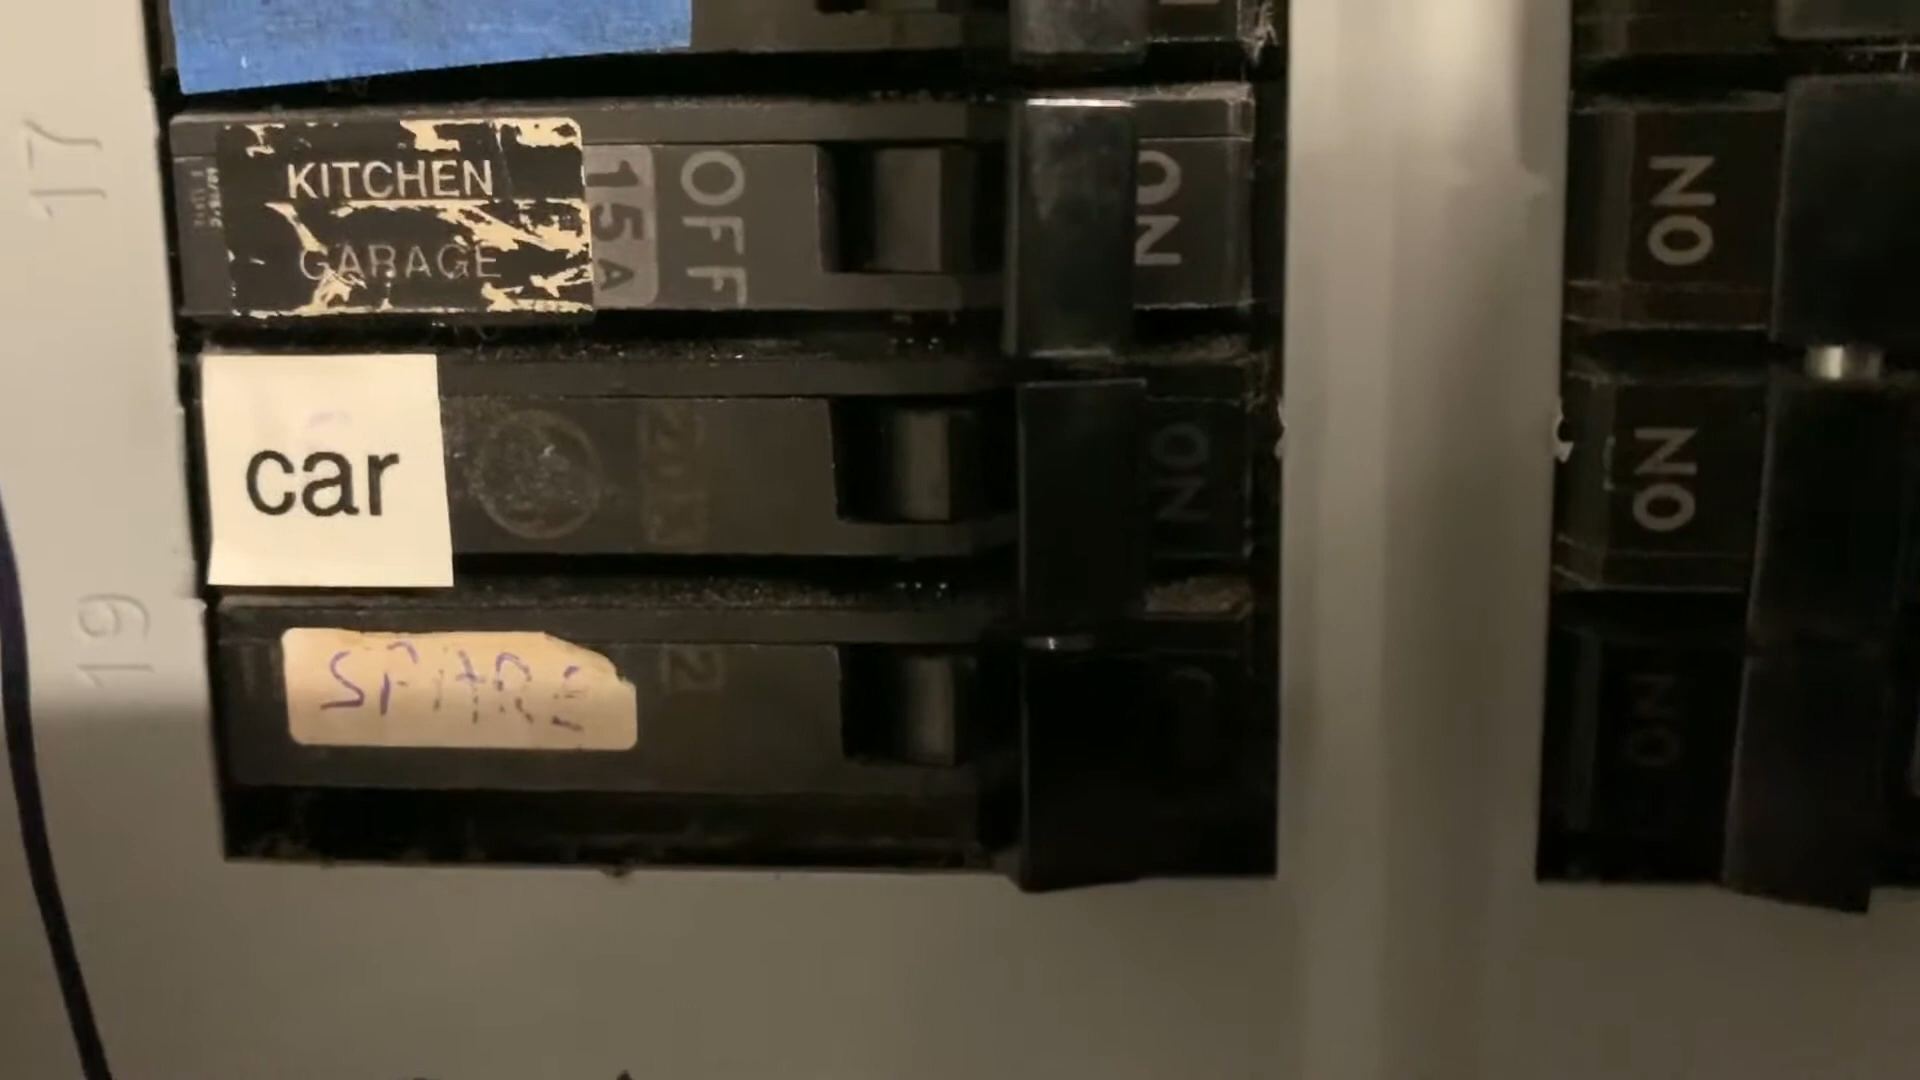 17
KITCHEN
GARAGE
15A
OFF
ON
ON
car
ON
ON
19
SPARE
ON